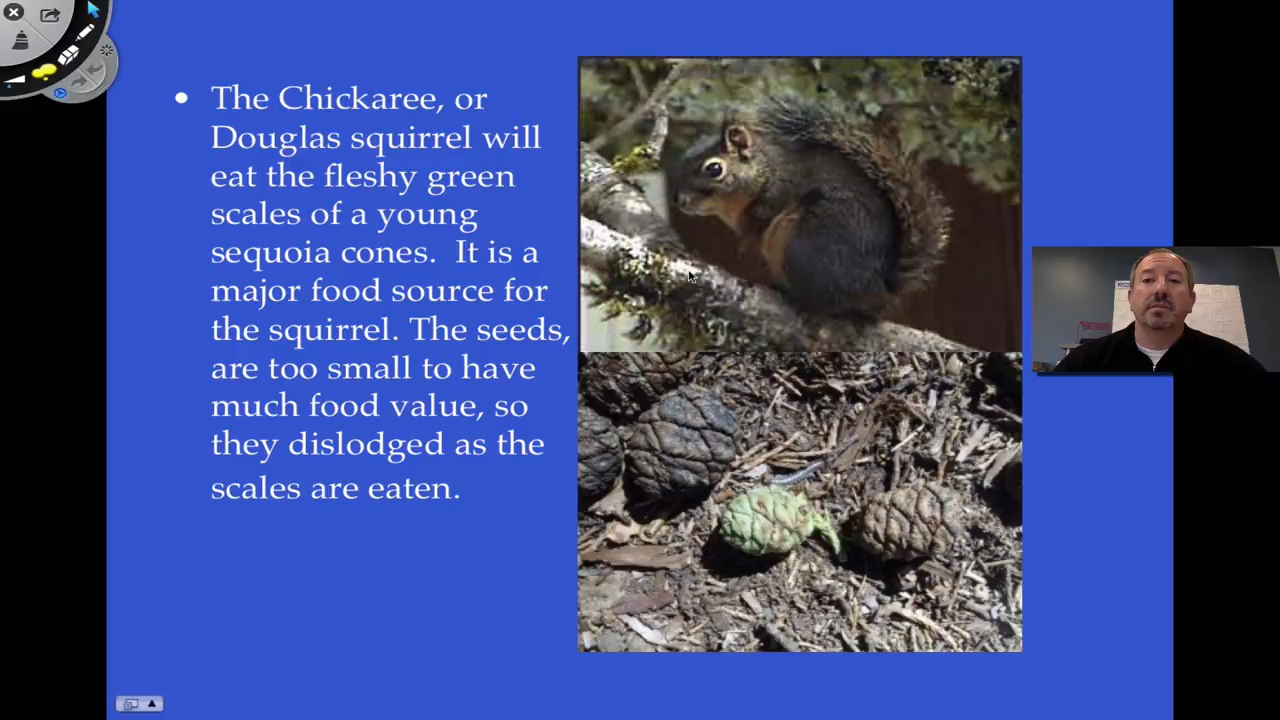 The Chickaree, or
Douglas squirrel will
eat the fleshy green
scales of a young
sequoia cones.  It is a
major food source for
the squirrel. The seeds,
are too small to have
much food value, so
they dislodged as the
scales are eaten.